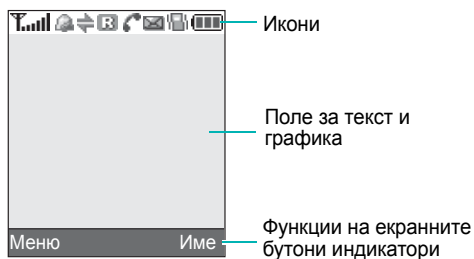 Икони
Поле за текст и
графика
Меню Име
Функции на екранните
бутони индикатори